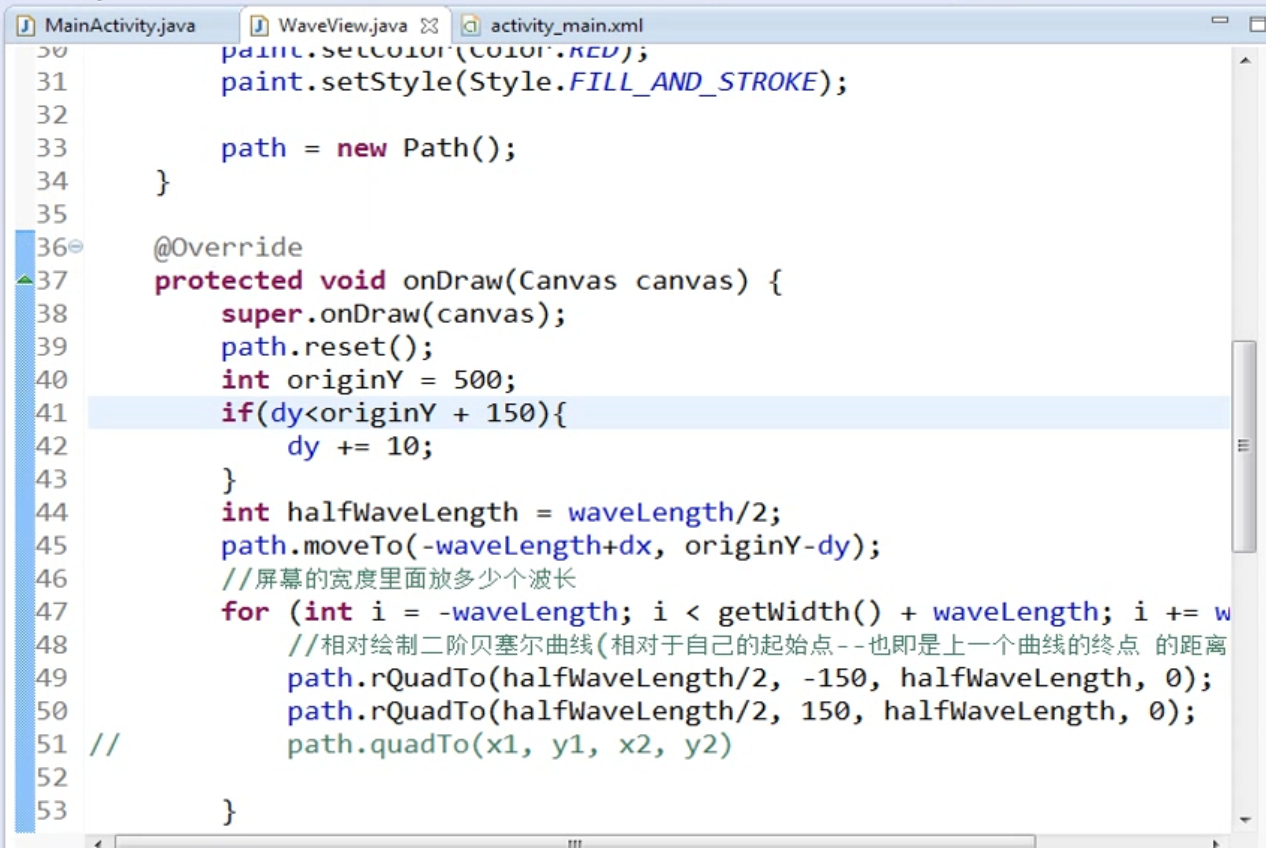 MainActivity.java WaveView.java activity_main.xml
30 paint.setColor(Color.RED);
31 paint.setStyle(Style.FILL_AND_STROKE);
32
33 path = new Path();
34 }
35
36 @Override
37 protected void onDraw(Canvas canvas) {
38 super.onDraw(canvas);
39 path.reset();
40 int originY = 500;
41 if(dy<originY + 150){
42 dy += 10;
43 }
44 int halfWaveLength = waveLength/2;
45 path.moveTo(-waveLength+dx, originY-dy);
46 //屏幕的宽度里面放多少个波长
47 for (int i = -waveLength; i < getWidth() + waveLength; i += w
48 //相对绘制二阶贝塞尔曲线(相对于自己的起始点--也即是上一个曲线的终点 的距离
49 path.rQuadTo(halfWaveLength/2, -150, halfWaveLength, 0);
50 path.rQuadTo(halfWaveLength/2, 150, halfWaveLength, 0);
51 // path.quadTo(x1, y1, x2, y2)
52
53 }